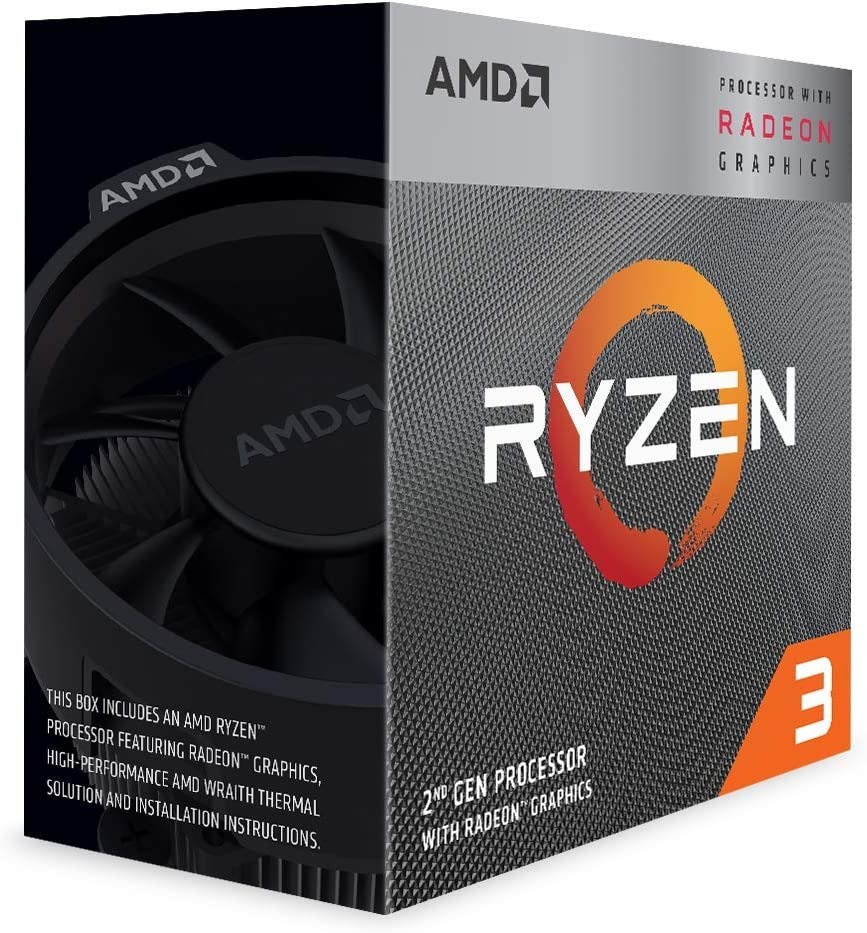 AMD
AMD
THIS BOX INCLUDES AN AMD RYZEN™
PROCESSOR FEATURING RADEON™ GRAPHICS,
HIGH-PERFORMANCE AMD WRAITH THERMAL
SOLUTION AND INSTALLATION INSTRUCTIONS.
AMD
PROCESSOR WITH
RADEON
GRAPHICS
RYZEN
3
2ND GEN PROCESSOR
WITH RADEON™ GRAPHICS